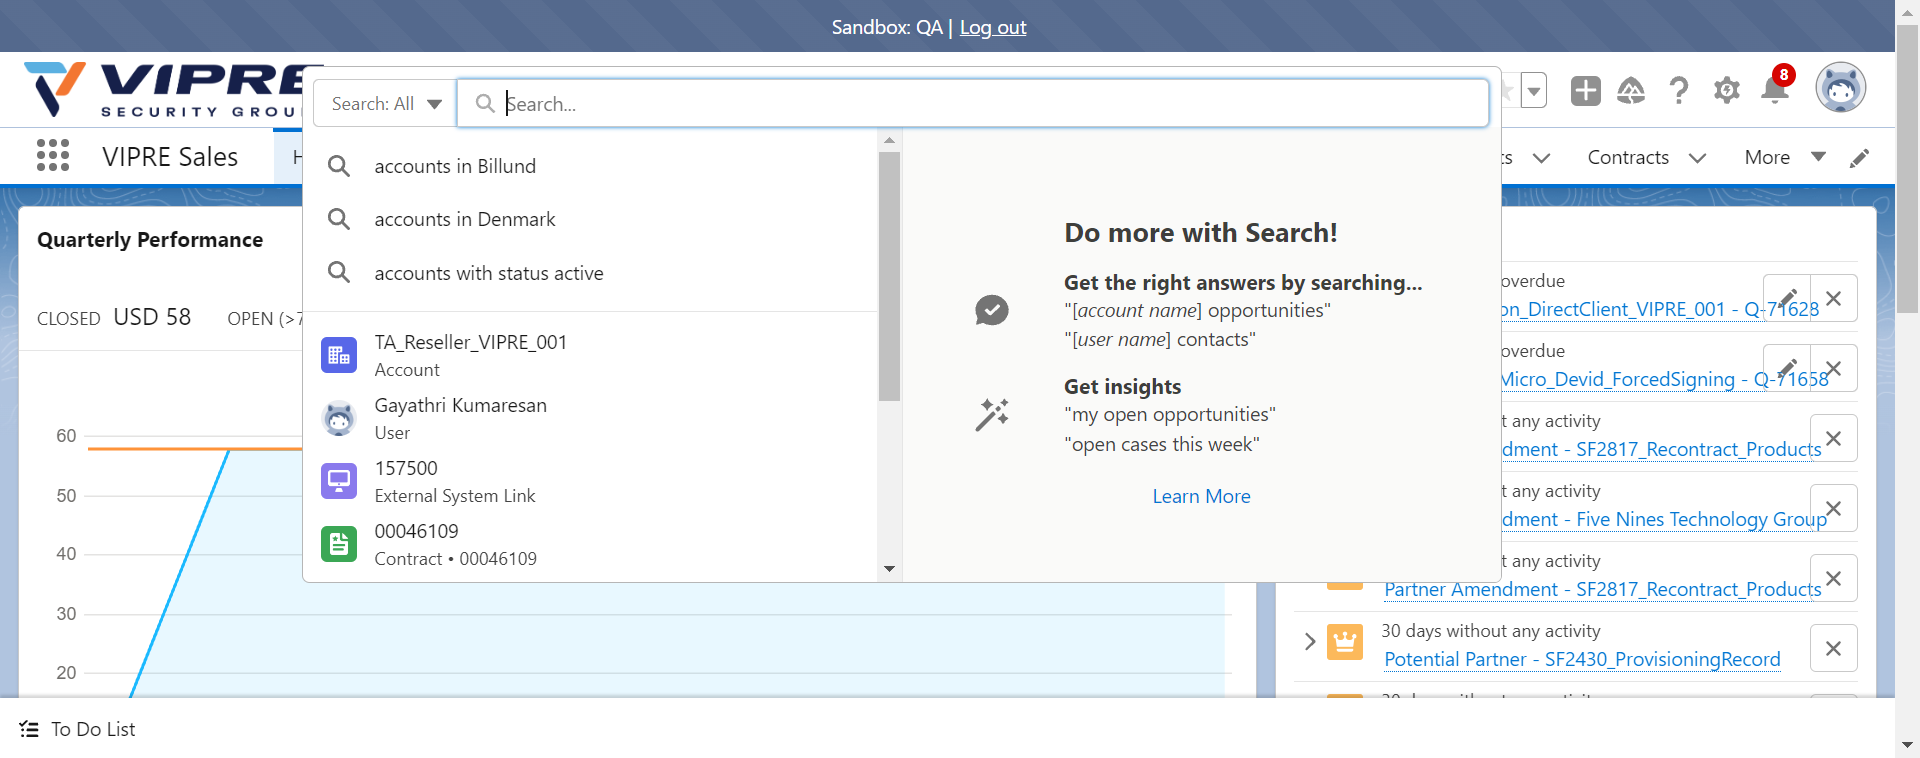 Sandbox: QA | Log out
VIPRE
SECURITY GROU
Search: All
Search...
8
VIPRE Sales
H
ts
Contracts
More
accounts in Billund
accounts in Denmark
accounts with status active
TA_Reseller_VIPRE_001
Account
Gayathri Kumaresan
User
157500
External System Link
00046109
Contract • 00046109
Do more with Search!
Get the right answers by searching...
"[account name] opportunities"
"[user name] contacts"
Get insights
"my open opportunities"
"open cases this week"
Learn More
Quarterly Performance
CLOSED USD 58 OPEN (>7
60
50
40
30
20
overdue
on_DirectClient_VIPRE_001 - Q-71628
overdue
Micro_Devid_ForcedSigning - Q-71658
t any activity
dment - SF2817_Recontract_Products
t any activity
dment - Five Nines Technology Group
t any activity
Partner Amendment - SF2817_Recontract_Products
30 days without any activity
Potential Partner - SF2430_ProvisioningRecord
To Do List